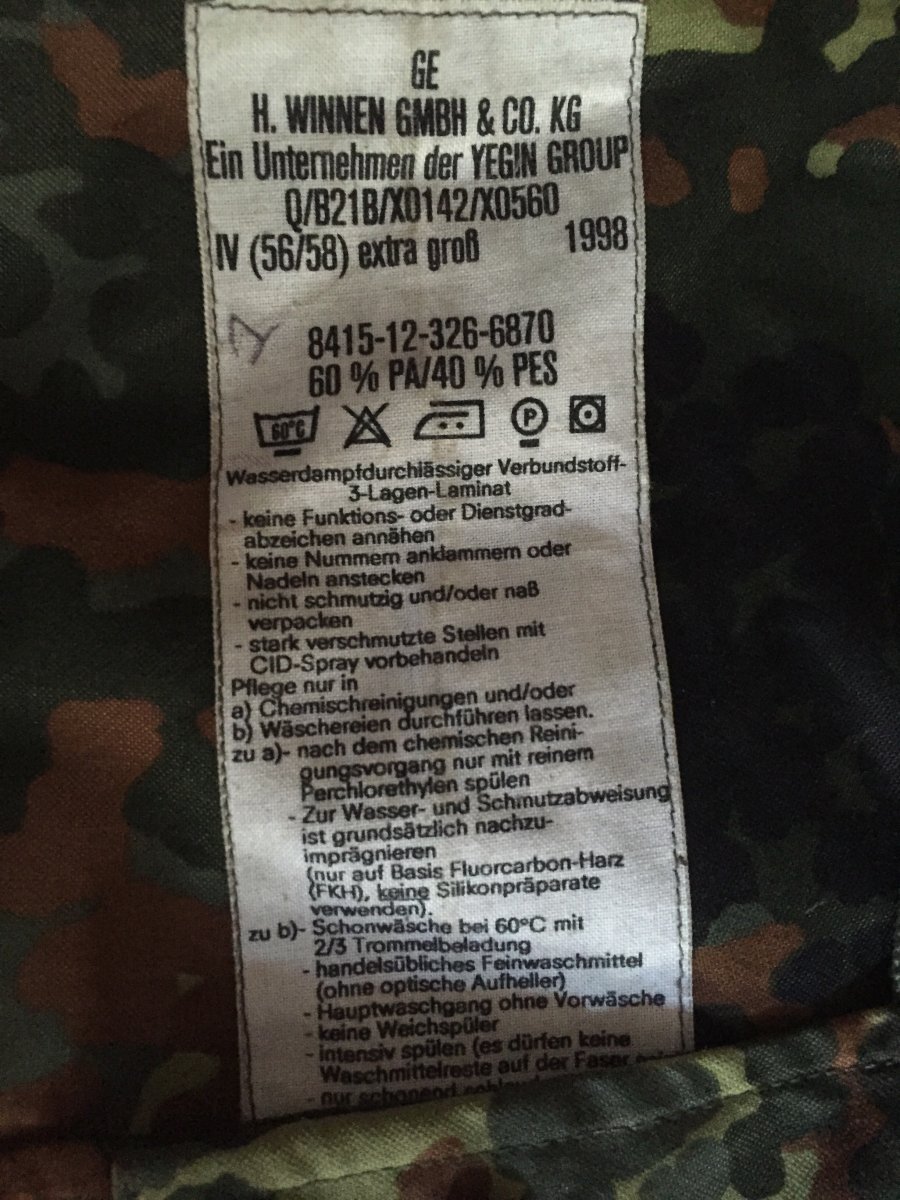 GE
H. WINNEN GMBH & CO. KG
Ein Unternehmen der YEGIN GROUP
Q/B21B/X0142/X0560
IV (56/58) extra groß 1998
8415-12-326-6870
60 % PA/40 % PES
60°C P
Wasserdampfdurchlässiger Verbundstoff-
3-Lagen-Laminat
- keine Funktions- oder Dienstgrad-
abzeichen annähen
- keine Nummern anklammern oder
Nadeln anstecken
- nicht schmutzig und/oder naß
verpacken
- stark verschmutzte Stellen mit
CID-Spray vorbehandeln
Pflege nur in
a) Chemischreinigungen und/oder
b) Wäschereien durchführen lassen.
zu a)- nach dem chemischen Reini-
gungsvorgang nur mit reinem
Perchlorethylen spülen
- Zur Wasser- und Schmutzabweisung
ist grundsätzlich nachzu-
imprägnieren
(nur auf Basis Fluorcarbon-Harz
(FKH), keine Silikonpräparate
verwenden).
zu b)- Schonwäsche bei 60°C mit
2/3 Trommelbeladung
- handelsübliches Feinwaschmittel
(ohne optische Aufheller)
- Hauptwaschgang ohne Vorwäsche
- keine Weichspüler
- intensiv spülen (es dürfen keine
Waschmittelreste auf der Faser
- nur schonend